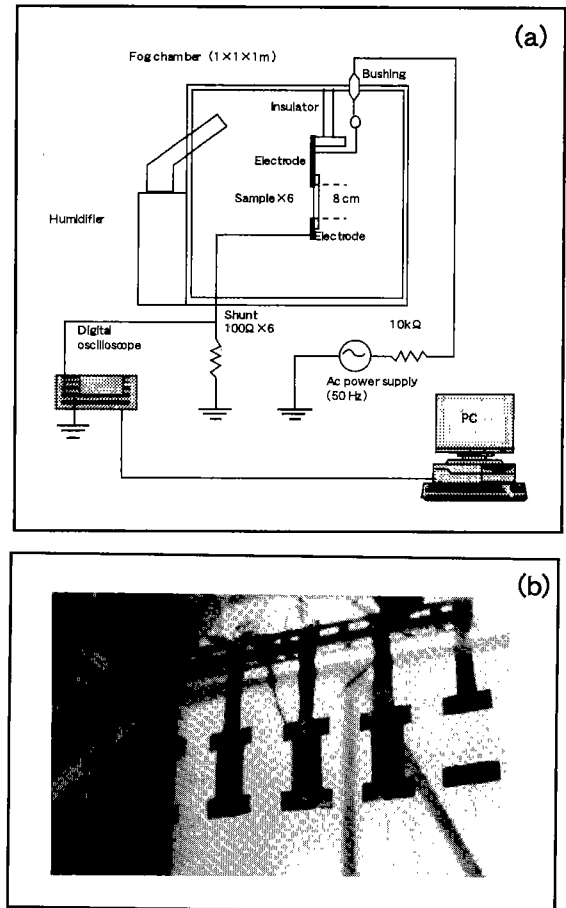 (a)
Fog chamber (1×1×1m)
Bushing
Insulator
Electrode
Sample×6
8 cm
Humidifier
Electrode
Shunt
100Ω×6
10kΩ
Digital
oscilloscope
Ac power supply
(50 Hz)
PC
(b)